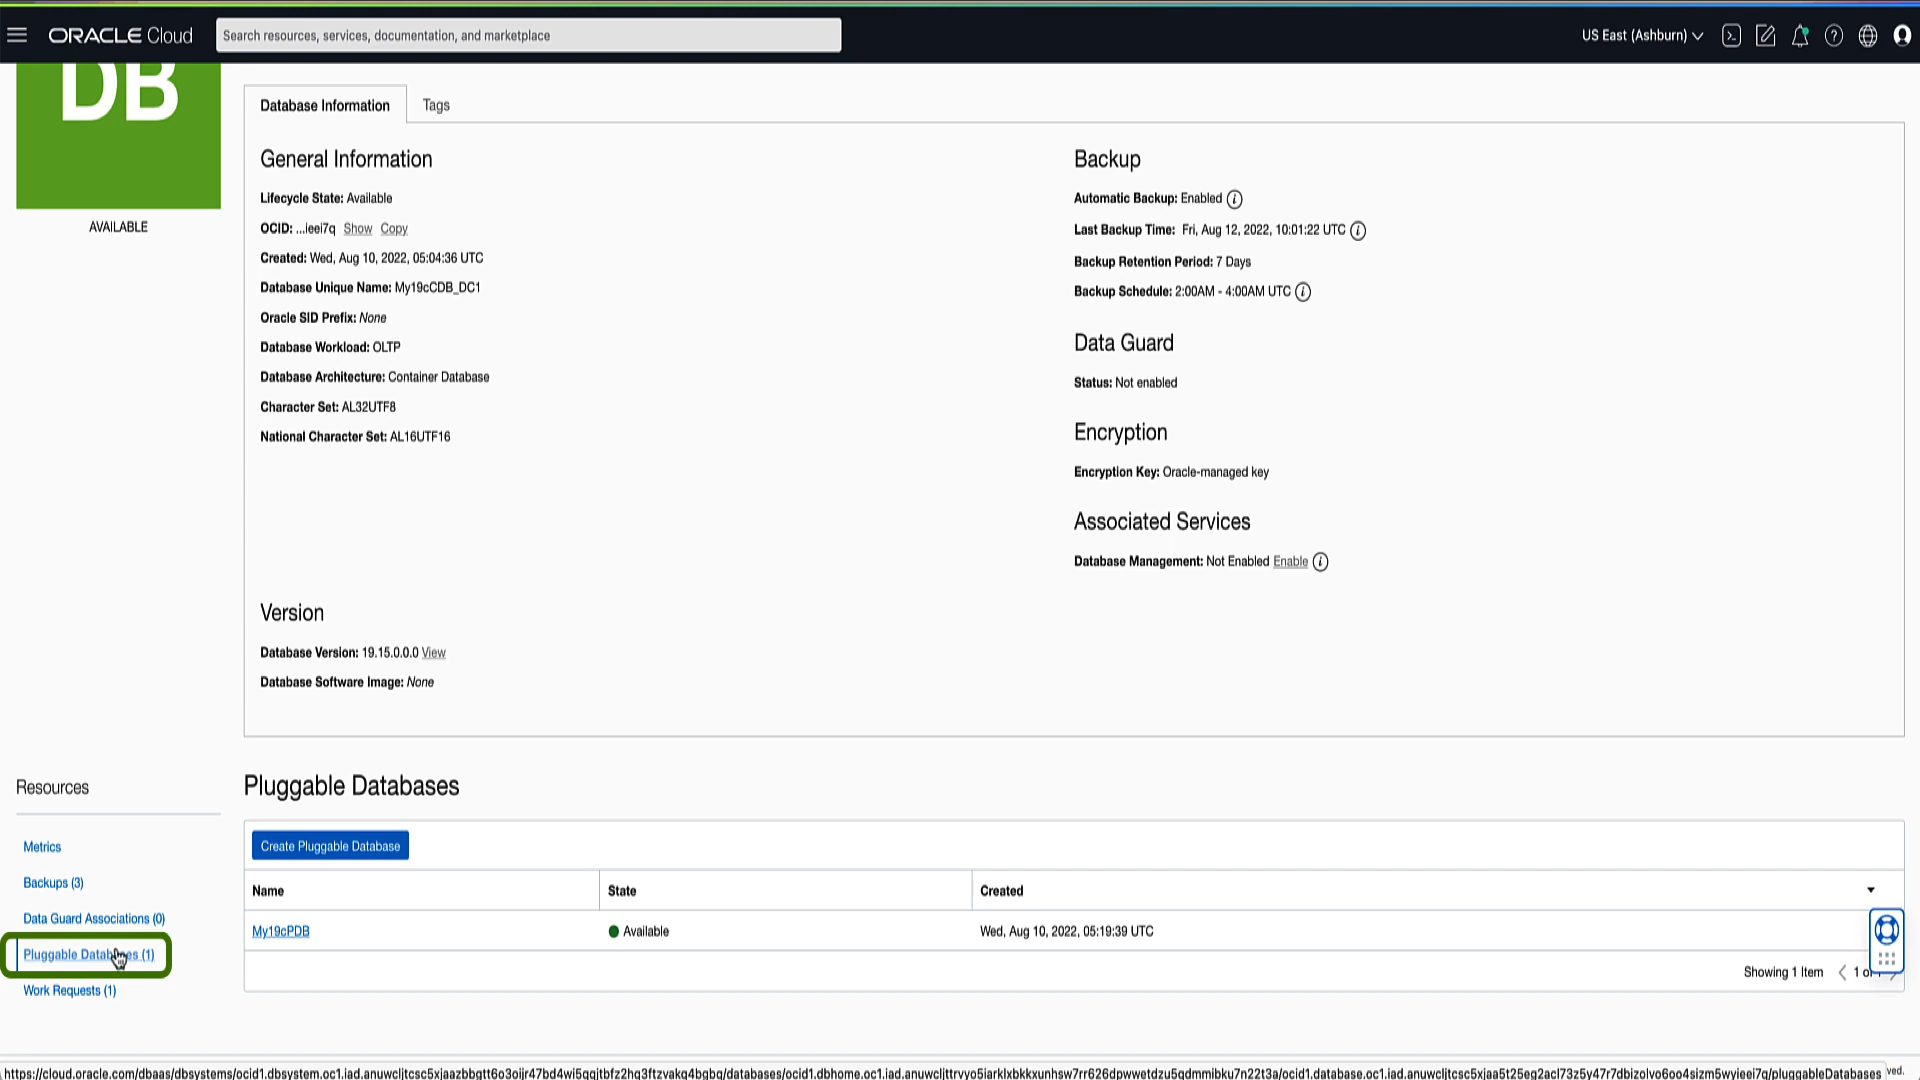 ORACLE Cloud
Search resources, services, documentation, and marketplace
US East (Ashburn)
DB
AVAILABLE
Database Information
Tags
General Information
Lifecycle State: Available
OCID: ...ieei7q Show Copy
Created: Wed, Aug 10, 2022, 05:04:36 UTC
Database Unique Name: My19cCDB_DC1
Oracle SID Prefix: None
Database Workload: OLTP
Database Architecture: Container Database
Character Set: AL32UTF8
National Character Set: AL16UTF16
Version
Database Version: 19.15.0.0.0 View
Database Software Image: None
Backup
Automatic Backup: Enabled
Last Backup Time: Fri, Aug 12, 2022, 10:01:22 UTC
Backup Retention Period: 7 Days
Backup Schedule: 2:00AM - 4:00AM UTC
Data Guard
Status: Not enabled
Encryption
Encryption Key: Oracle-managed key
Associated Services
Database Management: Not Enabled Enable
Resources
Metrics
Backups (3)
Data Guard Associations (0)
Pluggable Databases (1)
Work Requests (1)
Pluggable Databases
Create Pluggable Database
Name State Created
My19cPDB Available Wed, Aug 10, 2022, 05:19:39 UTC
Showing 1 Item
1 of 1